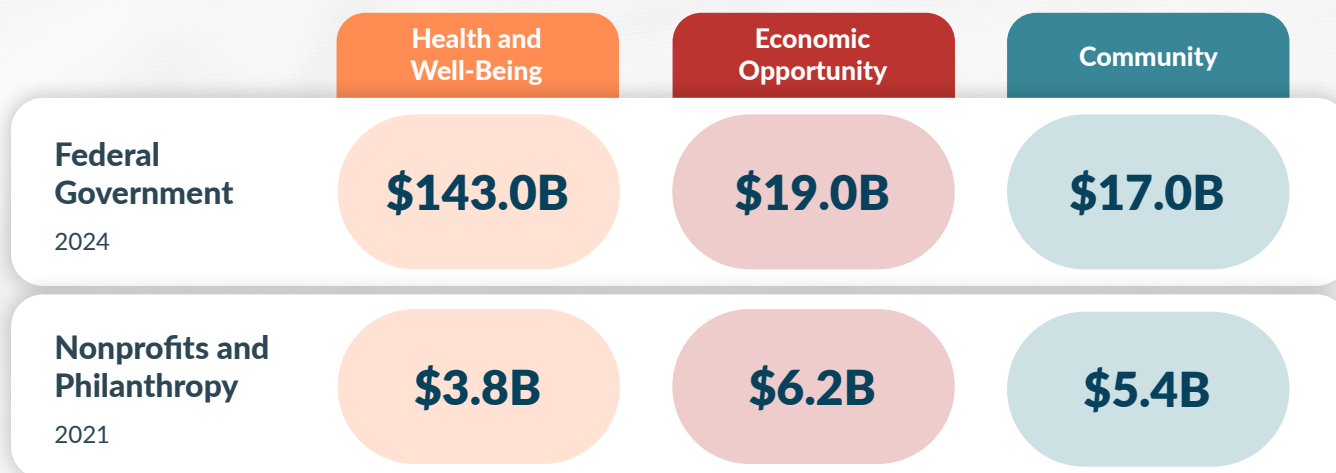 Health and
Well-Being
Economic
Opportunity
Community
Federal
Government
2024
$143.0B
$19.0B
$17.0B
Nonprofits and
Philanthropy
2021
$3.8B
$6.2B
$5.4B